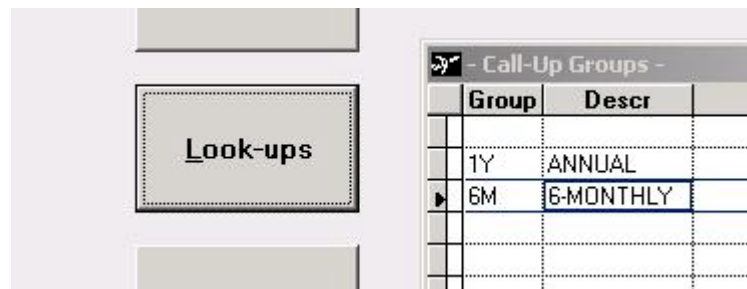 Look-ups
- Call-Up Groups -
Group Descr
1Y ANNUAL
6M 6-MONTHLY